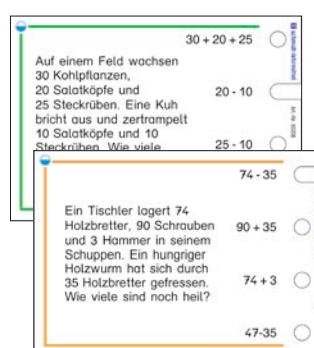 30 + 20 + 25
Auf einem Feld wachsen
30 Kohlpflanzen,
20 Salatköpfe und
25 Steckrüben. Eine Kuh
bricht aus und zertrampelt
10 Salatköpfe und 10
Steckrüben. Wie viele
20 - 10
25 - 10
74 - 35
Ein Tischler lagert 74
Holzbretter, 90 Schrauben
und 3 Hammer in seinem
Schuppen. Ein hungriger
Holzwurm hat sich durch
35 Holzbretter gefressen.
Wie viele sind noch heil?
90 + 35
74 + 3
47-35